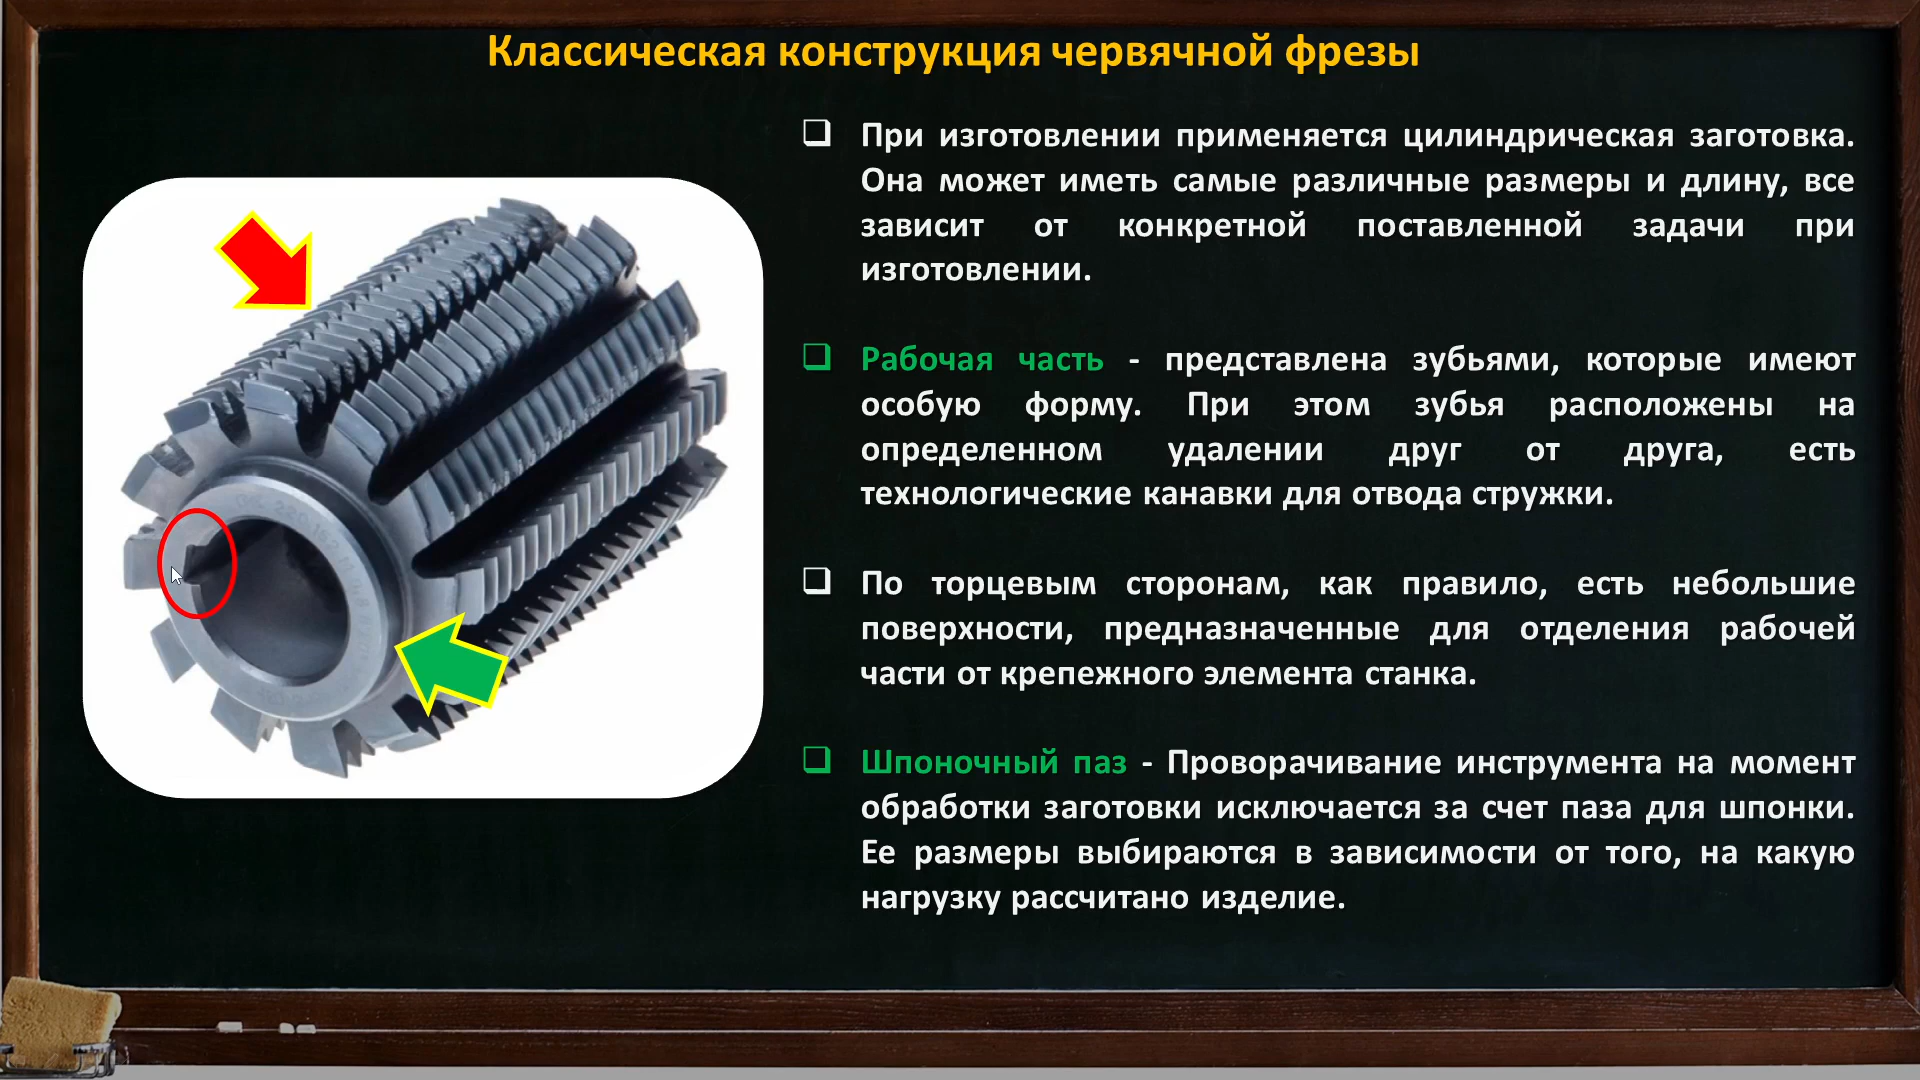 Классическая конструкция червячной фрезы
При изготовлении применяется цилиндрическая заготовка.
Она может иметь самые различные размеры и длину, все
зависит от конкретной поставленной задачи при
изготовлении.
Рабочая часть - представлена зубьями, которые имеют
особую форму. При этом зубья расположены на
определенном удалении друг от друга, есть
технологические канавки для отвода стружки.
По торцевым сторонам, как правило, есть небольшие
поверхности, предназначенные для отделения рабочей
части от крепежного элемента станка.
Шпоночный паз - Проворачивание инструмента на момент
обработки заготовки исключается за счет паза для шпонки.
Ее размеры выбираются в зависимости от того, на какую
нагрузку рассчитано изделие.